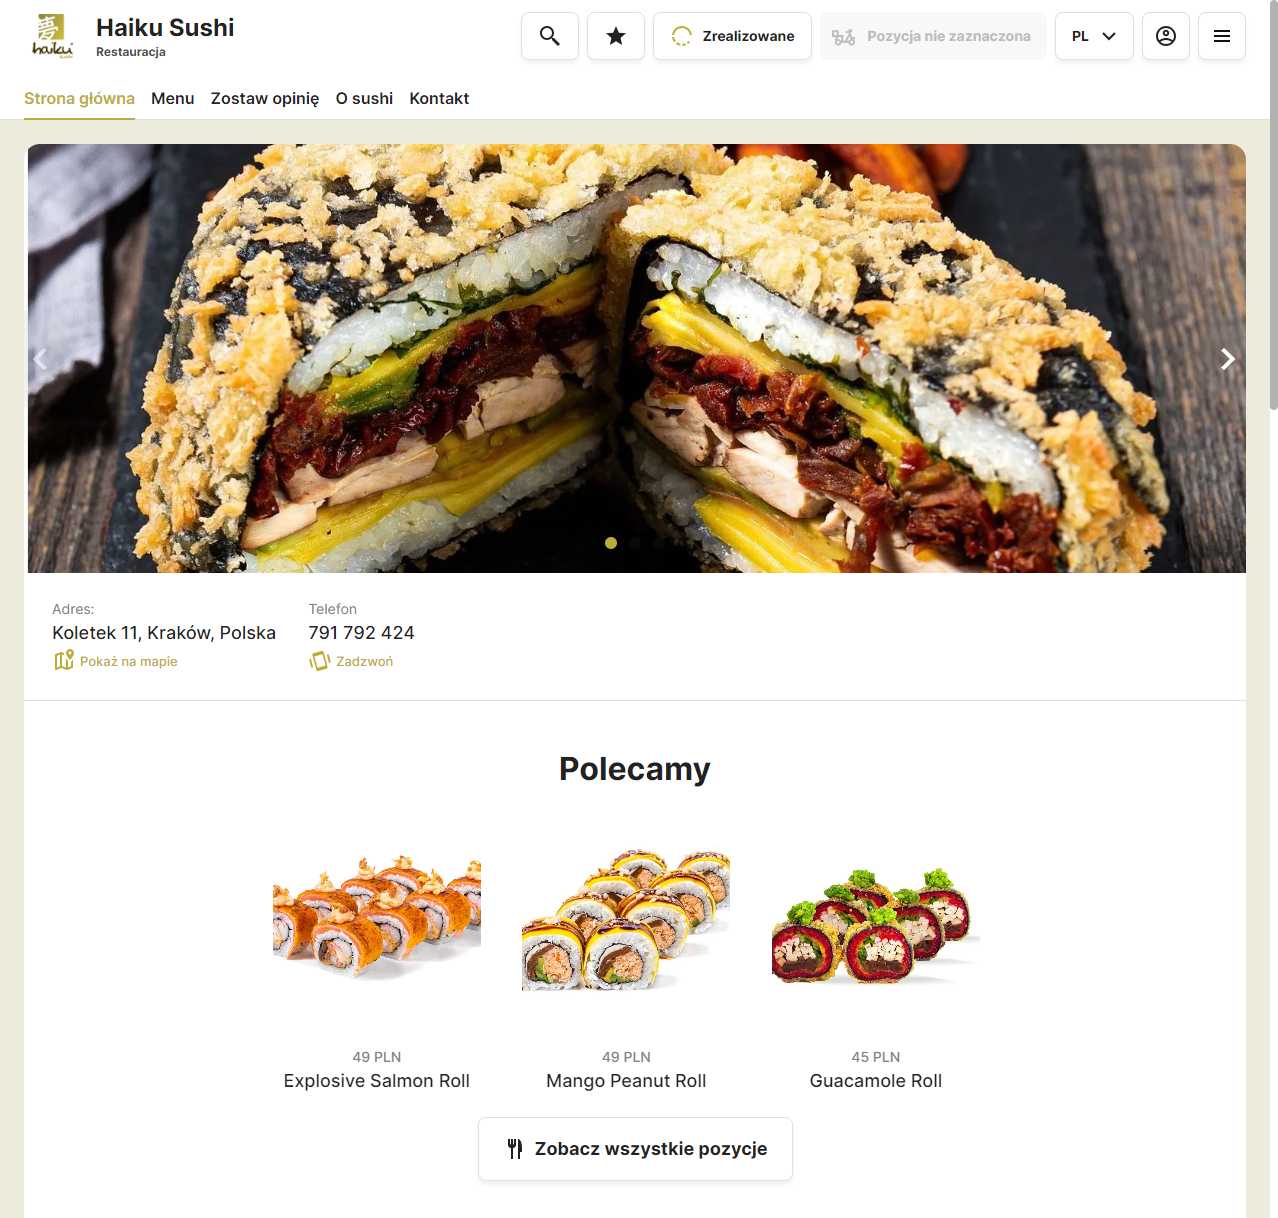 夢
haiku
Haiku Sushi
Restauracja
Zrealizowane
Pozycja nie zaznaczona
PL
Strona główna
Menu
Zostaw opinię
O sushi
Kontakt
Adres:
Koletek 11, Kraków, Polska
Pokaż na mapie
Telefon
791 792 424
Zadzwoń
Polecamy
49 PLN
Explosive Salmon Roll
49 PLN
Mango Peanut Roll
45 PLN
Guacamole Roll
Zobacz wszystkie pozycje